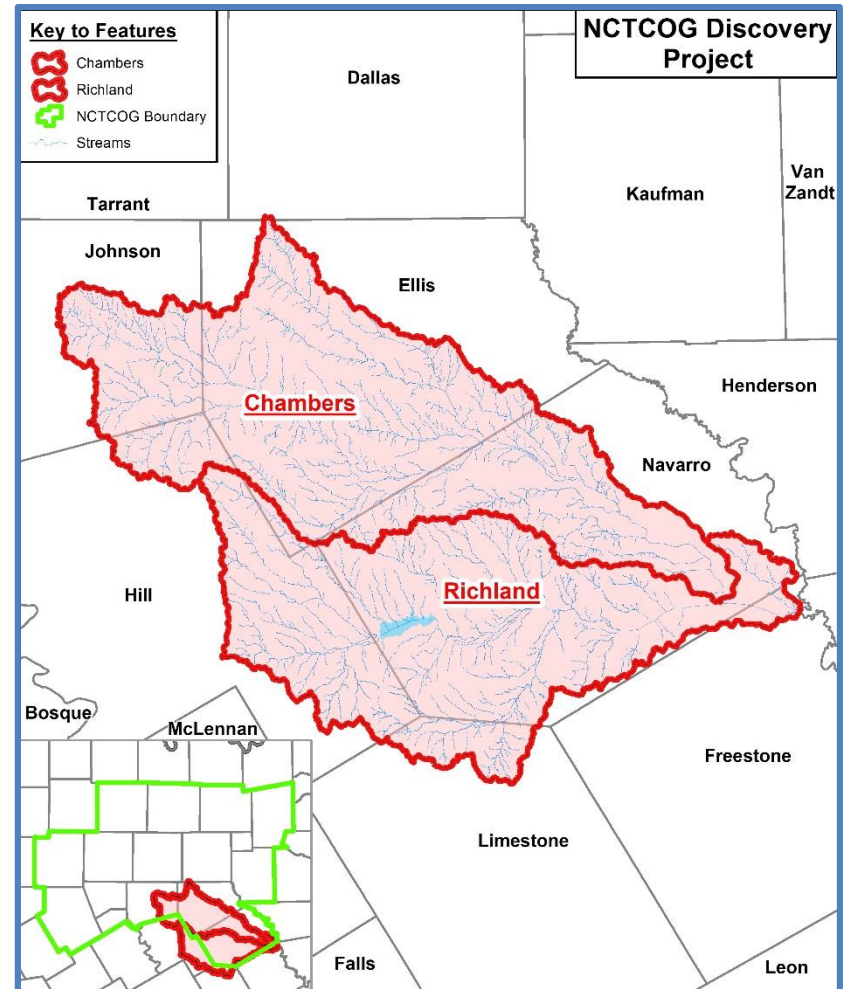 Key to Features
Chambers
Richland
NCTCOG Boundary
Streams
NCTCOG Discovery
Project
Dallas
Van
Zandt
Kaufman
Tarrant
Johnson
Ellis
Henderson
Chambers
Navarro
Hill
Richland
Bosque
McLennan
Freestone
Limestone
Falls
Leon